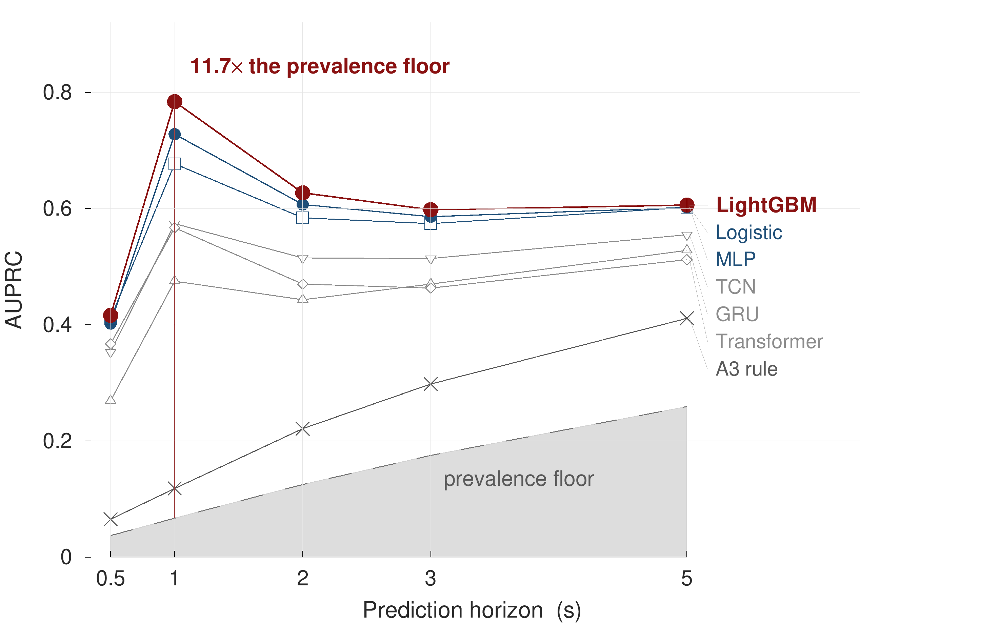 11.7× the prevalence floor
0.8
0.6
0.4
0.2
0
AUPRC
LightGBM
Logistic
MLP
TCN
GRU
Transformer
A3 rule
prevalence floor
0.5 1 2 3 5
Prediction horizon (s)